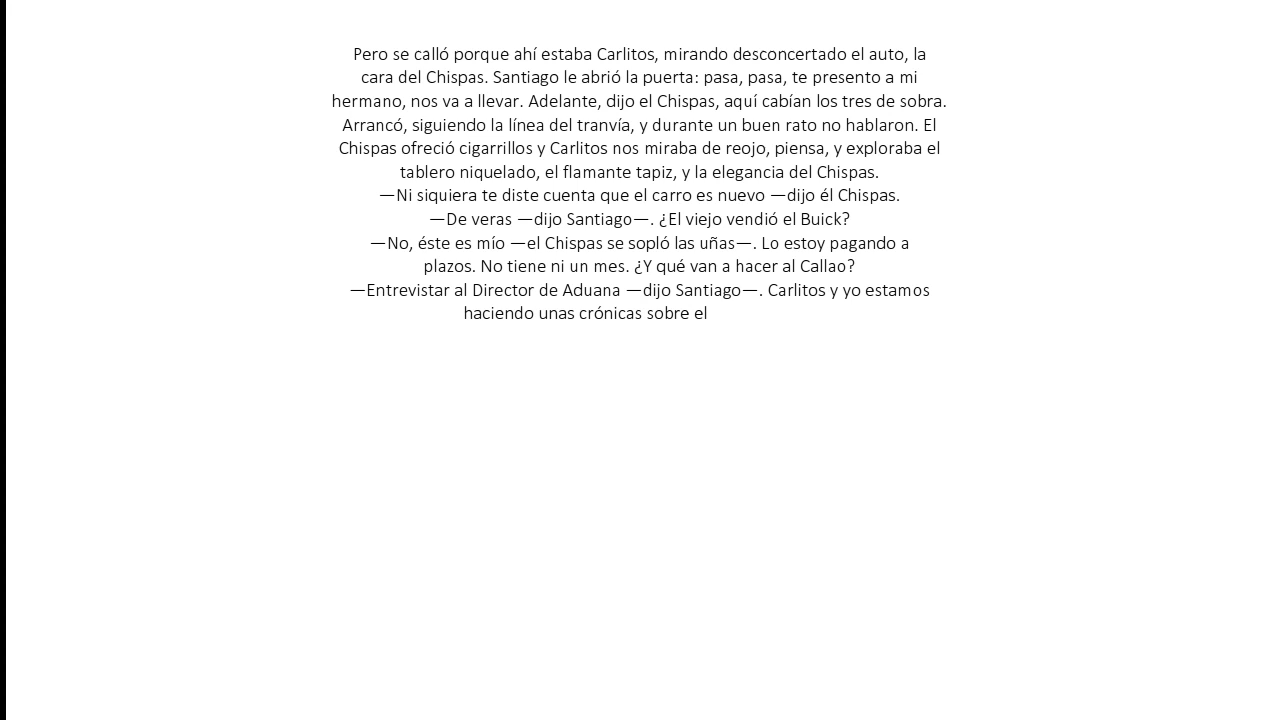 Pero se calló porque ahí estaba Carlitos, mirando desconcertado el auto, la
cara del Chispas. Santiago le abrió la puerta: pasa, pasa, te presento a mi
hermano, nos va a llevar. Adelante, dijo el Chispas, aquí cabían los tres de sobra.
Arrancó, siguiendo la línea del tranvía, y durante un buen rato no hablaron. El
Chispas ofreció cigarrillos y Carlitos nos miraba de reojo, piensa, y exploraba el
tablero niquelado, el flamante tapiz, y la elegancia del Chispas.
—Ni siquiera te diste cuenta que el carro es nuevo —dijo él Chispas.
—De veras —dijo Santiago—. ¿El viejo vendió el Buick?
—No, éste es mío —el Chispas se sopló las uñas—. Lo estoy pagando a
plazos. No tiene ni un mes. ¿Y qué van a hacer al Callao?
—Entrevistar al Director de Aduana —dijo Santiago—. Carlitos y yo estamos
haciendo unas crónicas sobre el